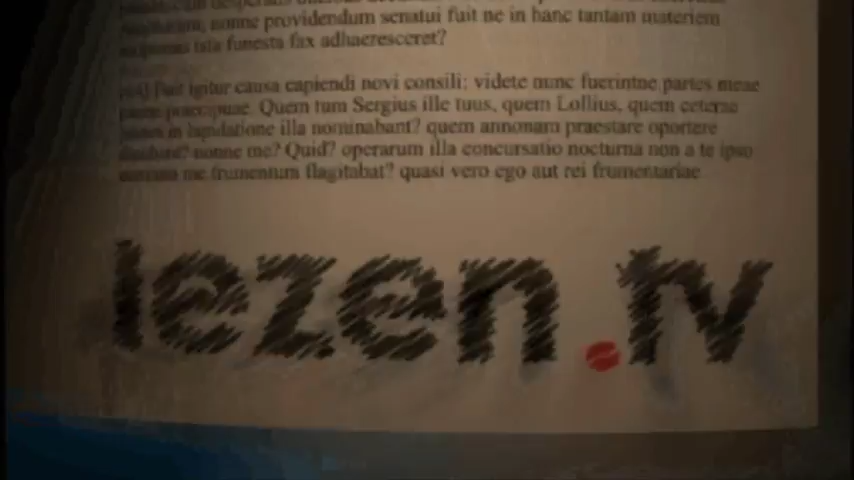 nonne providendum senatui fuit ne in hanc tantam materiem
ista funesta fax adhaeresceret?
Fuit igitur causa capiendi novi consili: videte nunc fuerintne partes meae
Quem tum Sergius ille tuus, quem Lollius, quem ceterae
in iugulatione illa nominabant? quem annonam praestare oportere
nonne me? Quid? operarum illa concursatio nocturna non a te ipso
me frumentum flagitabat? quasi vero ego aut rei frumentariae
lezen.tv